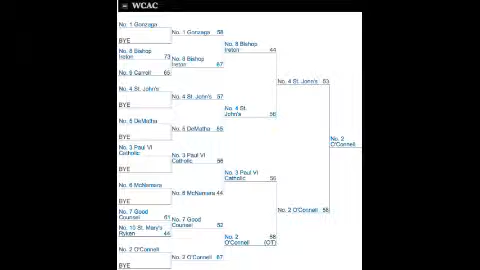 WCAC
No. 1 Gonzaga
BYE
No. 8 Bishop
Ireton 73
No. 9 Carroll 65
No. 4 St. John's
BYE
No. 5 DeMatha
BYE
No. 3 Paul VI
Catholic
BYE
No. 6 McNamara
BYE
No. 7 Good
Counsel 61
No. 10 St. Mary's
Ryken 44
No. 2 O'Connell
BYE
No. 1 Gonzaga 58
No. 8 Bishop
Ireton 67
No. 4 St. John's 57
No. 5 DeMatha 55
No. 3 Paul VI
Catholic 56
No. 6 McNamara 44
No. 7 Good
Counsel 52
No. 2 O'Connell 67
No. 8 Bishop
Ireton 44
No. 4 St.
John's 56
No. 3 Paul VI
Catholic 56
No. 2 58
O'Connell (OT)
No. 4 St. John's 53
No. 2 O'Connell 58
No. 2
O'Connell